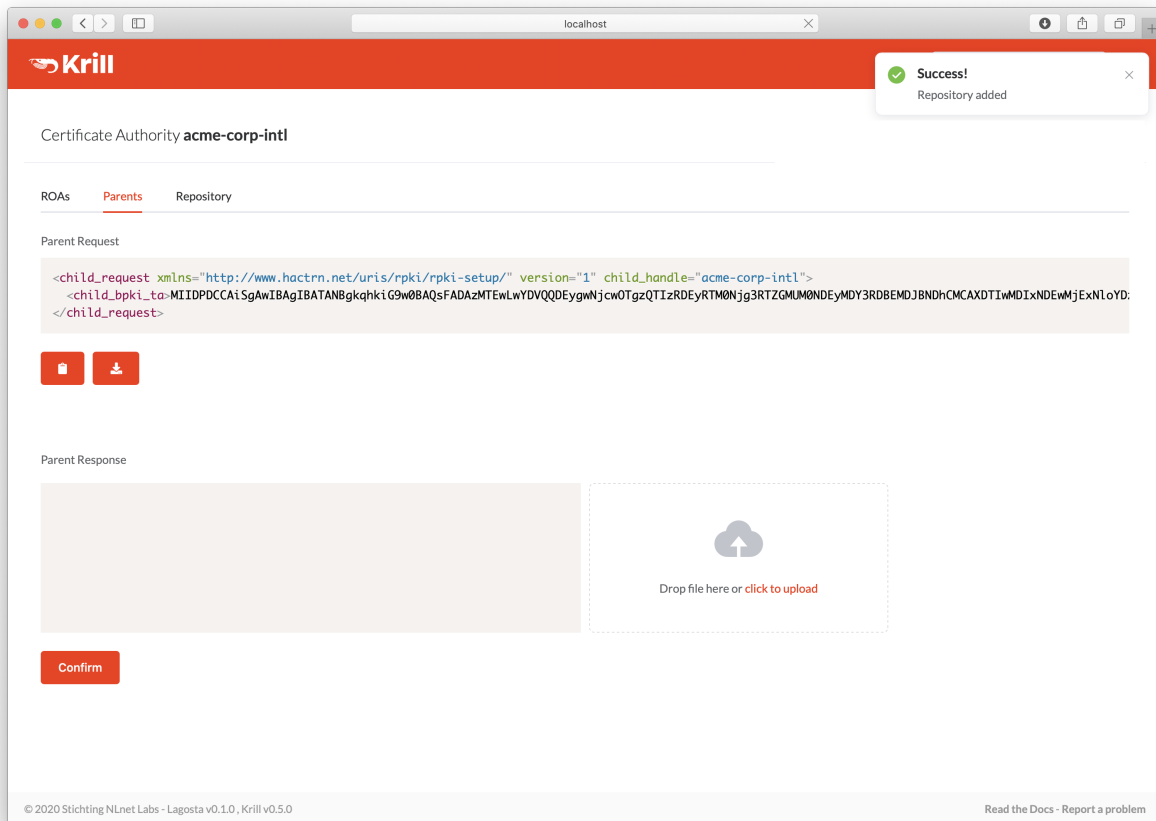 localhost
Krill
Success!
Repository added
Certificate Authority acme-corp-intl
ROAs Parents Repository
Parent Request
<child_request xmlns="http://www.hactrn.net/uris/rpki/rpki-setup/" version="1" child_handle="acme-corp-intl">
<child_bpki_ta>MIIDPDCCAiSgAwIBAgIBATANBgkqhkiG9w0BAQsFADAzMTEwLwYDVQQDEygwNjcwOTgzQTIzRDEyRTM0Njg3RTZGMUM0NDEyMDY3RDBEMDJBNDhCMCAXDTIwMDIxNDEwMjExNloYDz
</child_request>
Parent Response
Drop file here or click to upload
Confirm
© 2020 Stichting NLnet Labs - Lagosta v0.1.0 , Krill v0.5.0
Read the Docs - Report a problem